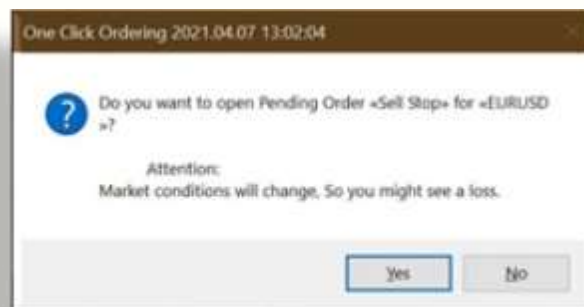 One Click Ordering 2021.04.07 13:02:04
Do you want to open Pending Order «Sell Stop» for «EURUSD
»?
Attention:
Market conditions will change, So you might see a loss.
Yes
No